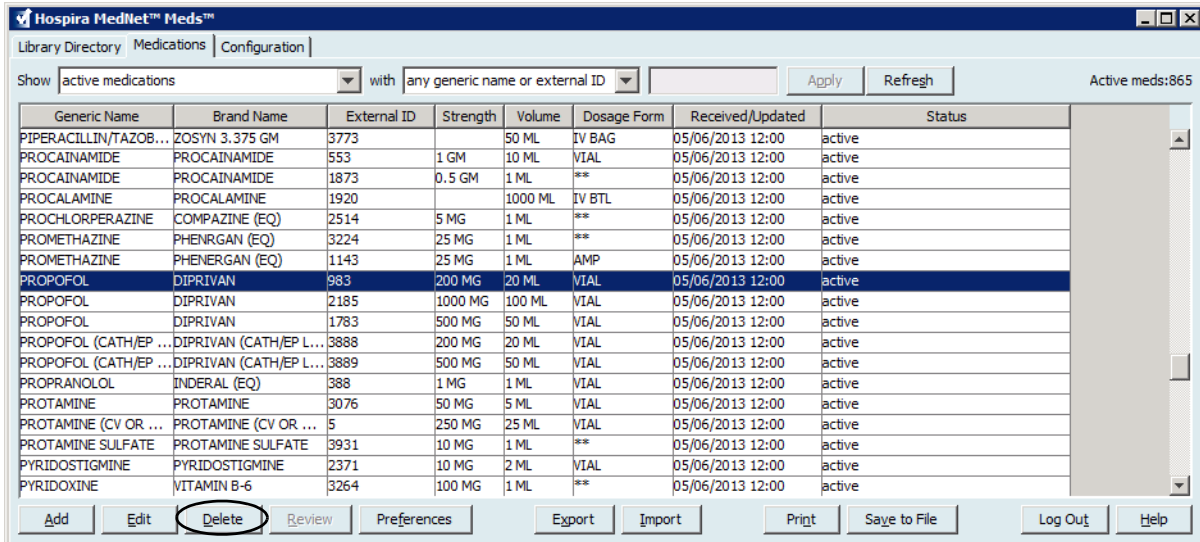 Hospira MedNet™ Meds™
Library Directory Medications Configuration
Show active medications with any generic name or external ID Apply Refresh Active meds:865
Generic Name Brand Name External ID Strength Volume Dosage Form Received/Updated Status
PIPERACILLIN/TAZOB... ZOSYN 3.375 GM 3773 50 ML IV BAG 05/06/2013 12:00 active
PROCAINAMIDE PROCAINAMIDE 553 1 GM 10 ML VIAL 05/06/2013 12:00 active
PROCAINAMIDE PROCAINAMIDE 1873 0.5 GM 1 ML ** 05/06/2013 12:00 active
PROCALAMINE PROCALAMINE 1920 1000 ML IV BTL 05/06/2013 12:00 active
PROCHLORPERAZINE COMPAZINE (EQ) 2514 5 MG 1 ML ** 05/06/2013 12:00 active
PROMETHAZINE PHENRGAN (EQ) 3224 25 MG 1 ML ** 05/06/2013 12:00 active
PROMETHAZINE PHENERGAN (EQ) 1143 25 MG 1 ML AMP 05/06/2013 12:00 active
PROPOFOL DIPRIVAN 983 200 MG 20 ML VIAL 05/06/2013 12:00 active
PROPOFOL DIPRIVAN 2185 1000 MG 100 ML VIAL 05/06/2013 12:00 active
PROPOFOL DIPRIVAN 1783 500 MG 50 ML VIAL 05/06/2013 12:00 active
PROPOFOL (CATH/EP ... DIPRIVAN (CATH/EP L... 3888 200 MG 20 ML VIAL 05/06/2013 12:00 active
PROPOFOL (CATH/EP ... DIPRIVAN (CATH/EP L... 3889 500 MG 50 ML VIAL 05/06/2013 12:00 active
PROPRANOLOL INDERAL (EQ) 388 1 MG 1 ML VIAL 05/06/2013 12:00 active
PROTAMINE PROTAMINE 3076 50 MG 5 ML VIAL 05/06/2013 12:00 active
PROTAMINE (CV OR ... PROTAMINE (CV OR ... 5 250 MG 25 ML VIAL 05/06/2013 12:00 active
PROTAMINE SULFATE PROTAMINE SULFATE 3931 10 MG 1 ML ** 05/06/2013 12:00 active
PYRIDOSTIGMINE PYRIDOSTIGMINE 2371 10 MG 2 ML VIAL 05/06/2013 12:00 active
PYRIDOXINE VITAMIN B-6 3264 100 MG 1 ML ** 05/06/2013 12:00 active
Add Edit Delete Review Preferences Export Import Print Save to File Log Out Help